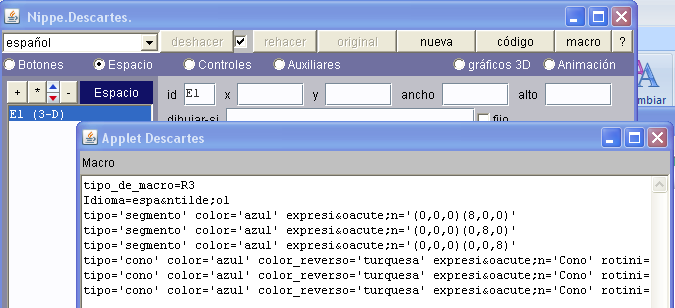 Nippe.Descartes.
español deshacer rehacer original nueva código macro ?
Botones Espacio Controles Auxiliares gráficos 3D Animación
+ * - Espacio id E1 x y ancho alto
E1 (3-D) dibujar-si fijo
mbiar
Applet Descartes
Macro
tipo_de_macro=R3
Idioma=espa&ntilde;ol
tipo='segmento' color='azul' expresi&oacute;n='(0,0,0)(8,0,0)'
tipo='segmento' color='azul' expresi&oacute;n='(0,0,0)(0,8,0)'
tipo='segmento' color='azul' expresi&oacute;n='(0,0,0)(0,0,8)'
tipo='cono' color='azul' color_reverso='turquesa' expresi&oacute;n='Cono' rotini=
tipo='cono' color='azul' color_reverso='turquesa' expresi&oacute;n='Cono' rotini=
tipo='cono' color='azul' color_reverso='turquesa' expresi&oacute;n='Cono' rotini=